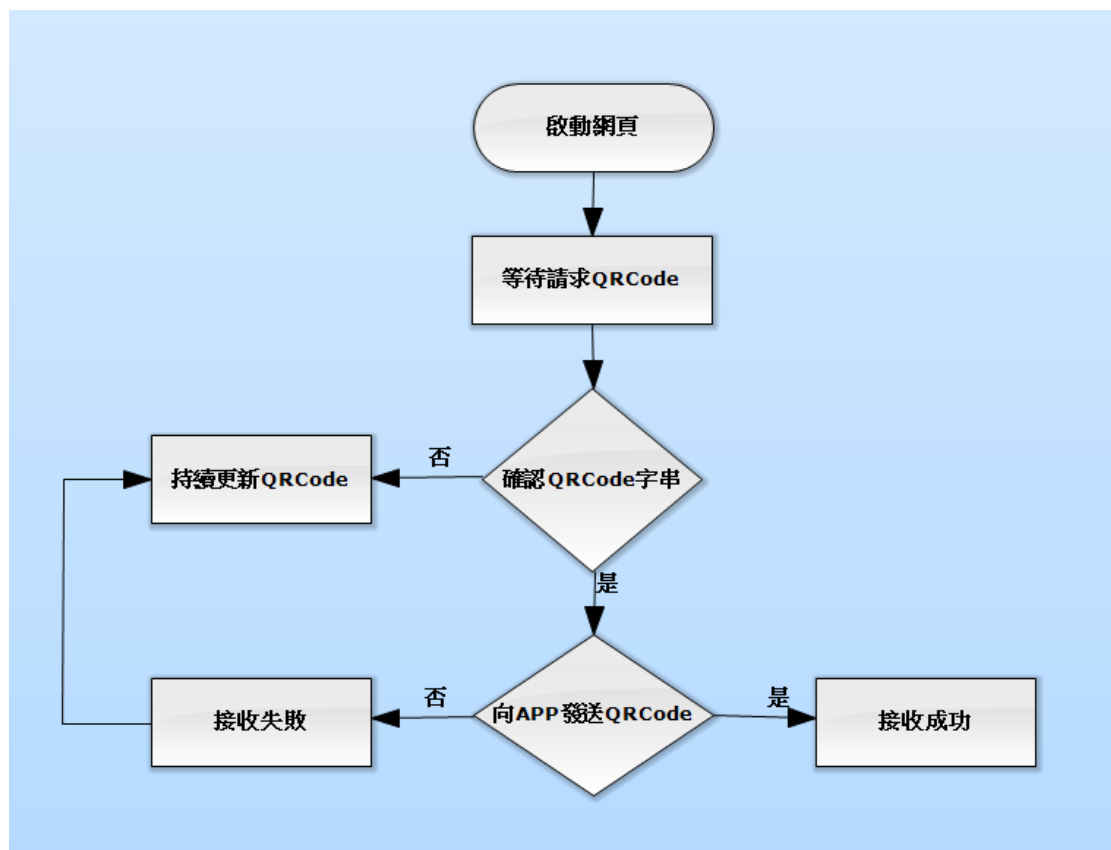 啟動網頁
等待請求QRCode
否
持續更新QRCode
確認QRCode字串
是
否
是
接收失敗
向APP發送QRCode
接收成功